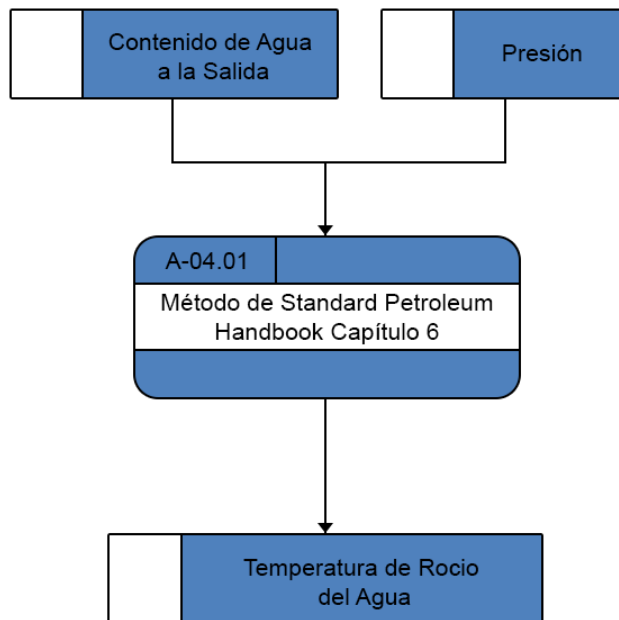 Contenido de Agua
a la Salida
Presión
A-04.01
Método de Standard Petroleum
Handbook Capítulo 6
Temperatura de Rocio
del Agua